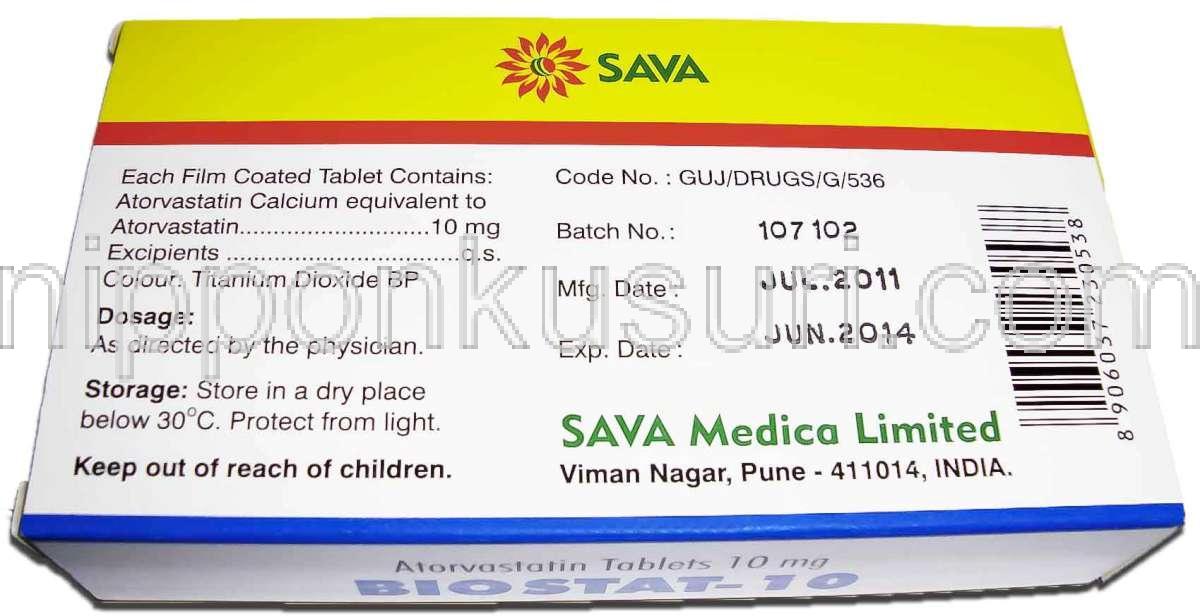 SAVA
Each Film Coated Tablet Contains:
Atorvastatin Calcium equivalent to
Atorvastatin............................10 mg
Excipients ..................................q.s.
Colour: Titanium Dioxide BP
Dosage:
As directed by the physician.
Storage: Store in a dry place
below 30°C. Protect from light.
Keep out of reach of children.
Code No. : GUJ/DRUGS/G/536
Batch No. : 107102
Mfg. Date : JUL.2011
Exp. Date : JUN.2014
SAVA Medica Limited
Viman Nagar, Pune - 411014, INDIA.
nipponkusuri.com
Atorvastatin Tablets 10 mg
BIOSTAT-10